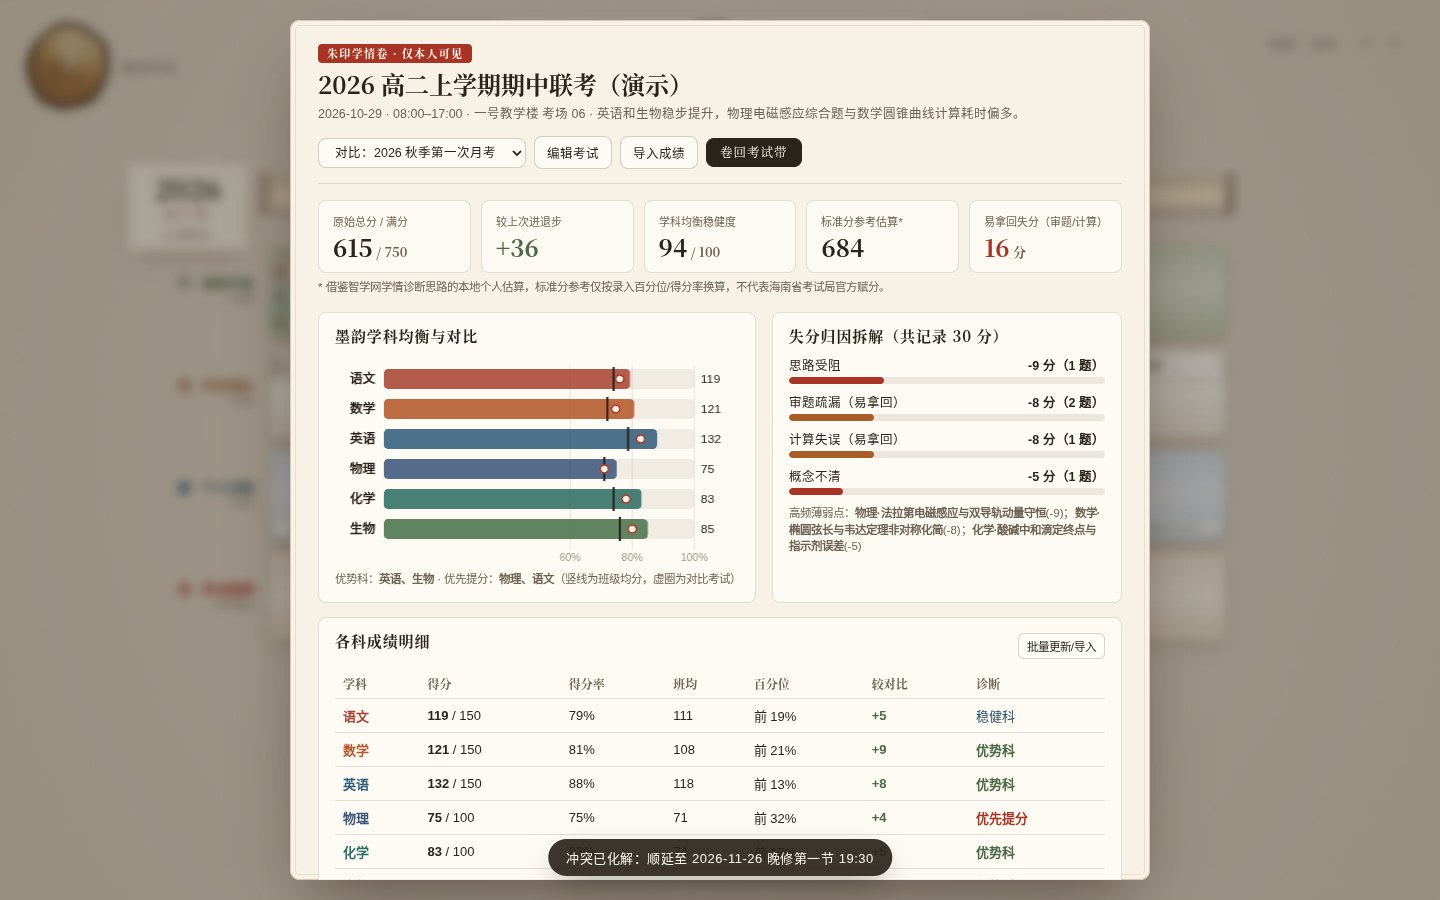 朱印学情卷 · 仅本人可见
2026 高二上学期期中联考（演示）
2026-10-29 · 08:00–17:00 · 一号教学楼 考场 06 · 英语和生物稳步提升，物理电磁感应综合题与数学圆锥曲线计算耗时偏多。
对比：2026 秋季第一次月考 编辑考试 导入成绩 卷回考试带
原始总分 / 满分 较上次进退步 学科均衡稳健度 标准分参考估算* 易拿回失分（审题/计算）
615 / 750 +36 94 / 100 684 16 分
* 借鉴智学网学情诊断思路的本地个人估算，标准分参考仅按录入百分位/得分率换算，不代表海南省考试局官方赋分。
墨韵学科均衡与对比
语文 119
数学 121
英语 132
物理 75
化学 83
生物 85
60% 80% 100%
优势科：英语、生物 · 优先提分：物理、语文（竖线为班级均分，虚圈为对比考试）
失分归因拆解（共记录 30 分）
思路受阻 -9 分（1 题）
审题疏漏（易拿回） -8 分（2 题）
计算失误（易拿回） -8 分（1 题）
概念不清 -5 分（1 题）
高频薄弱点：物理·法拉第电磁感应与双导轨动量守恒(-9)；数学·
椭圆弦长与韦达定理非对称化简(-8)；化学·酸碱中和滴定终点与
指示剂误差(-5)
各科成绩明细 批量更新/导入
学科 得分 得分率 班均 百分位 较对比 诊断
语文 119 / 150 79% 111 前 19% +5 稳健科
数学 121 / 150 81% 108 前 21% +9 优势科
英语 132 / 150 88% 118 前 13% +8 优势科
物理 75 / 100 75% 71 前 32% +4 优先提分
化学 83 / 100 优势科
冲突已化解：顺延至 2026-11-26 晚修第一节 19:30
2026